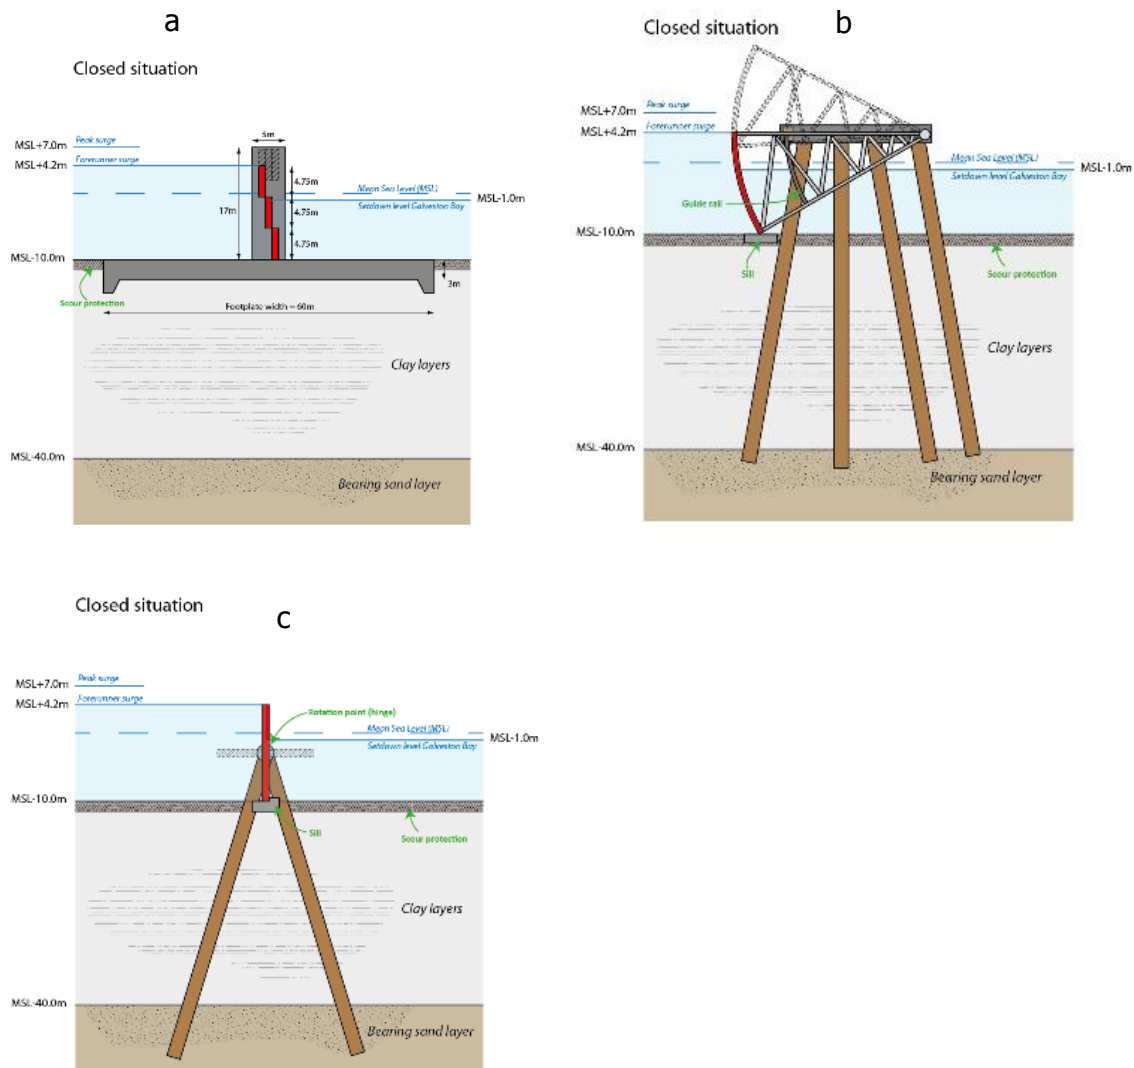 a
Closed situation
5m
MSL+7.0m
Peak surge
MSL+4.2m
Forerunner surge
4.75m
Mean Sea Level (MSL)
MSL-1.0m
Setdown level Galveston Bay
17m
4.75m
4.75m
MSL-10.0m
3m
Scour protection
Footplate width = 60m
Clay layers
MSL-40.0m
Bearing sand layer
b
Closed situation
MSL+7.0m
Peak surge
MSL+4.2m
Forerunner surge
Mean Sea Level (MSL)
MSL-1.0m
Setdown level Galveston Bay
Guide rail
MSL-10.0m
Sill
Scour protection
Clay layers
MSL-40.0m
Bearing sand layer
c
Closed situation
MSL+7.0m
Peak surge
MSL+4.2m
Forerunner surge
Rotation point (hinge)
Mean Sea Level (MSL)
MSL-1.0m
Setdown level Galveston Bay
MSL-10.0m
Sill
Scour protection
Clay layers
MSL-40.0m
Bearing sand layer